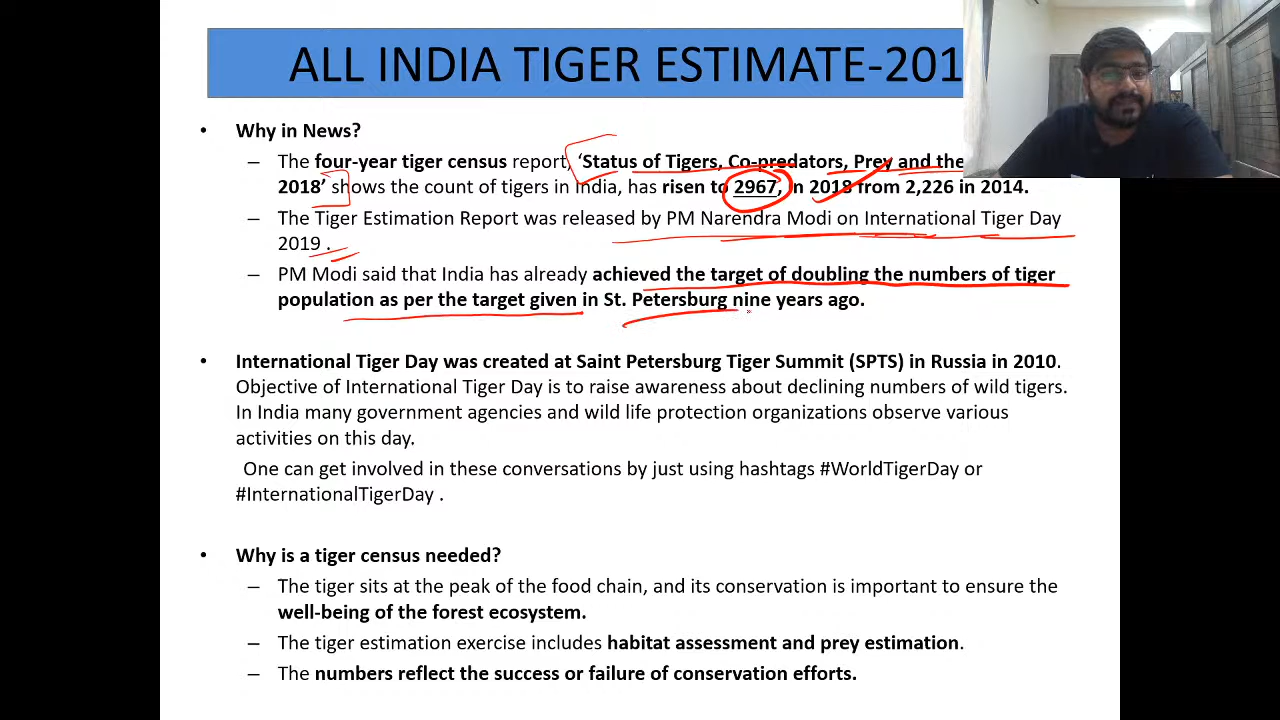 ALL INDIA TIGER ESTIMATE-201
• Why in News?
– The four-year tiger census report, ‘Status of Tigers, Co-predators, Prey and the
2018’ shows the count of tigers in India, has risen to 2967, in 2018 from 2,226 in 2014.
– The Tiger Estimation Report was released by PM Narendra Modi on International Tiger Day
2019 .
– PM Modi said that India has already achieved the target of doubling the numbers of tiger
population as per the target given in St. Petersburg nine years ago.
• International Tiger Day was created at Saint Petersburg Tiger Summit (SPTS) in Russia in 2010.
Objective of International Tiger Day is to raise awareness about declining numbers of wild tigers.
In India many government agencies and wild life protection organizations observe various
activities on this day.
One can get involved in these conversations by just using hashtags #WorldTigerDay or
#InternationalTigerDay .
• Why is a tiger census needed?
– The tiger sits at the peak of the food chain, and its conservation is important to ensure the
well-being of the forest ecosystem.
– The tiger estimation exercise includes habitat assessment and prey estimation.
– The numbers reflect the success or failure of conservation efforts.